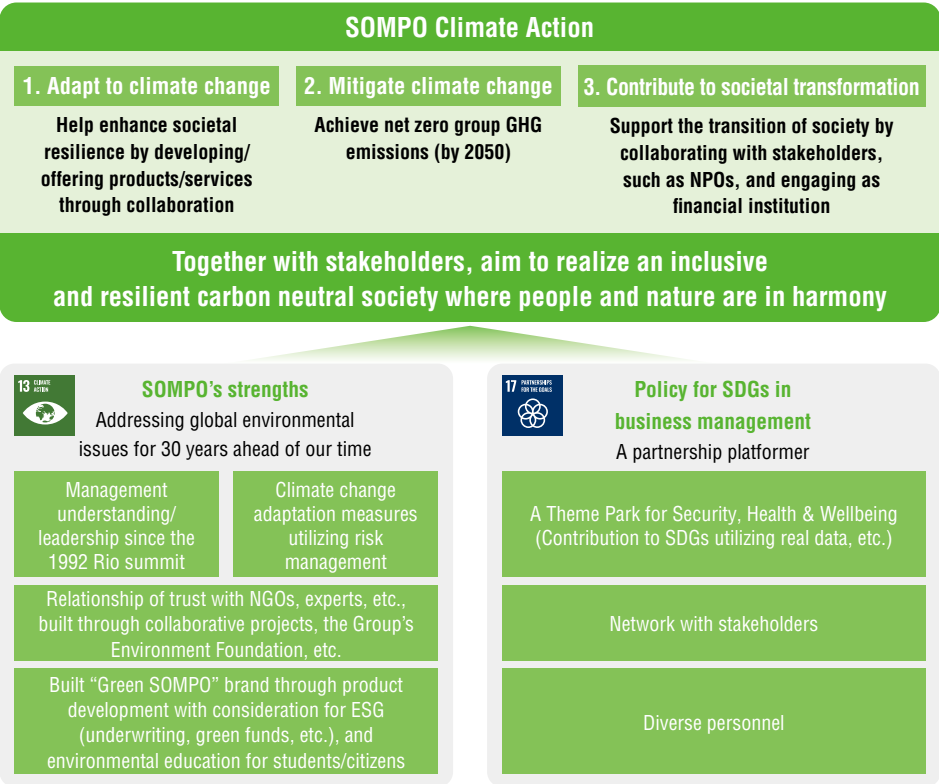 SOMPO Climate Action
1. Adapt to climate change
Help enhance societal
resilience by developing/
offering products/services
through collaboration
2. Mitigate climate change
Achieve net zero group GHG
emissions (by 2050)
3. Contribute to societal transformation
Support the transition of society by
collaborating with stakeholders,
such as NPOs, and engaging as
financial institution
Together with stakeholders, aim to realize an inclusive
and resilient carbon neutral society where people and nature are in harmony
13 CLIMATE
ACTION
SOMPO’s strengths
Addressing global environmental
issues for 30 years ahead of our time
Management
understanding/
leadership since the
1992 Rio summit
Climate change
adaptation measures
utilizing risk
management
Relationship of trust with NGOs, experts, etc.,
built through collaborative projects, the Group’s
Environment Foundation, etc.
Built “Green SOMPO” brand through product
development with consideration for ESG
(underwriting, green funds, etc.), and
environmental education for students/citizens
17 PARTNERSHIPS
FOR THE GOALS
Policy for SDGs in
business management
A partnership platformer
A Theme Park for Security, Health & Wellbeing
(Contribution to SDGs utilizing real data, etc.)
Network with stakeholders
Diverse personnel